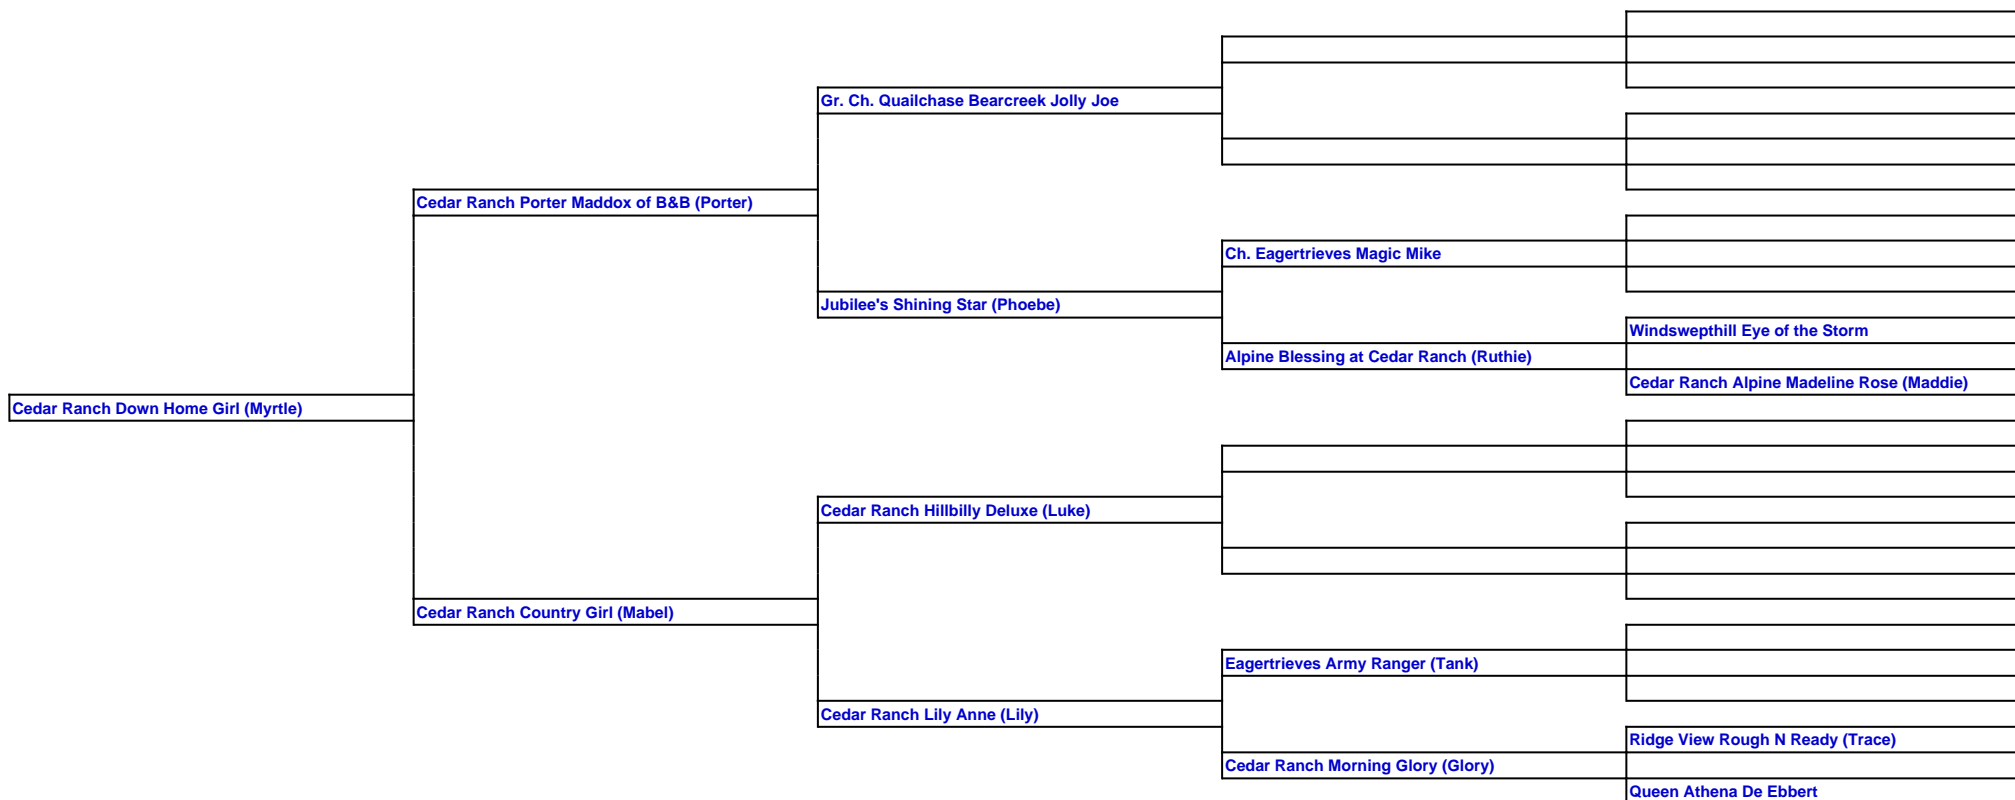 Gr. Ch. Quailchase Bearcreek Jolly Joe
Cedar Ranch Porter Maddox of B&B (Porter)
Ch. Eagertrieves Magic Mike
Jubilee's Shining Star (Phoebe)
Windswepthill Eye of the Storm
Alpine Blessing at Cedar Ranch (Ruthie)
Cedar Ranch Alpine Madeline Rose (Maddie)
Cedar Ranch Down Home Girl (Myrtle)
Cedar Ranch Hillbilly Deluxe (Luke)
Cedar Ranch Country Girl (Mabel)
Eagertrieves Army Ranger (Tank)
Cedar Ranch Lily Anne (Lily)
Ridge View Rough N Ready (Trace)
Cedar Ranch Morning Glory (Glory)
Queen Athena De Ebbert